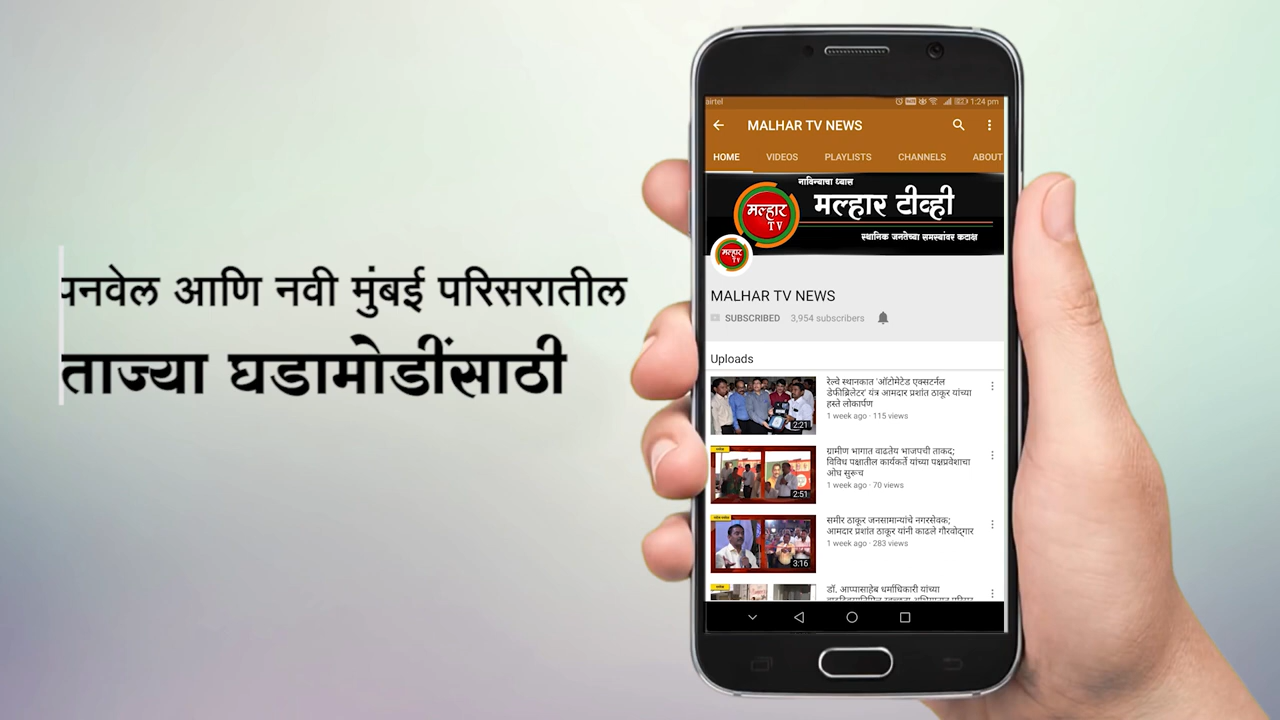 पनवेल आणि नवी मुंबई परिसरातील
ताज्या घडामोडींसाठी
airtel
1:24 pm
MALHAR TV NEWS
HOME VIDEOS PLAYLISTS CHANNELS ABOUT
नाविन्याचा ध्यास
मल्हार टीव्ही
मल्हार
TV
स्थानिक जनतेच्या समस्यांवर कटाक्ष
मल्हार
TV
MALHAR TV NEWS
SUBSCRIBED 3,954 subscribers
Uploads
रेल्वे स्थानकात 'ऑटोमेटेड एक्सटर्नल
डेफीब्रिलेटर' यंत्र आमदार प्रशांत ठाकूर यांच्या
हस्ते लोकार्पण
1 week ago · 115 views
2:21
ग्रामीण भागात वाढतेय भाजपची ताकद;
विविध पक्षातील कार्यकर्ते यांच्या पक्षप्रवेशाचा
ओघ सुरूच
1 week ago · 70 views
2:51
समीर ठाकूर जनसामान्यांचे नगरसेवक;
आमदार प्रशांत ठाकूर यांनी काढले गौरवोद्गार
1 week ago · 283 views
3:16
डॉ. आप्पासाहेब धर्माधिकारी यांच्या